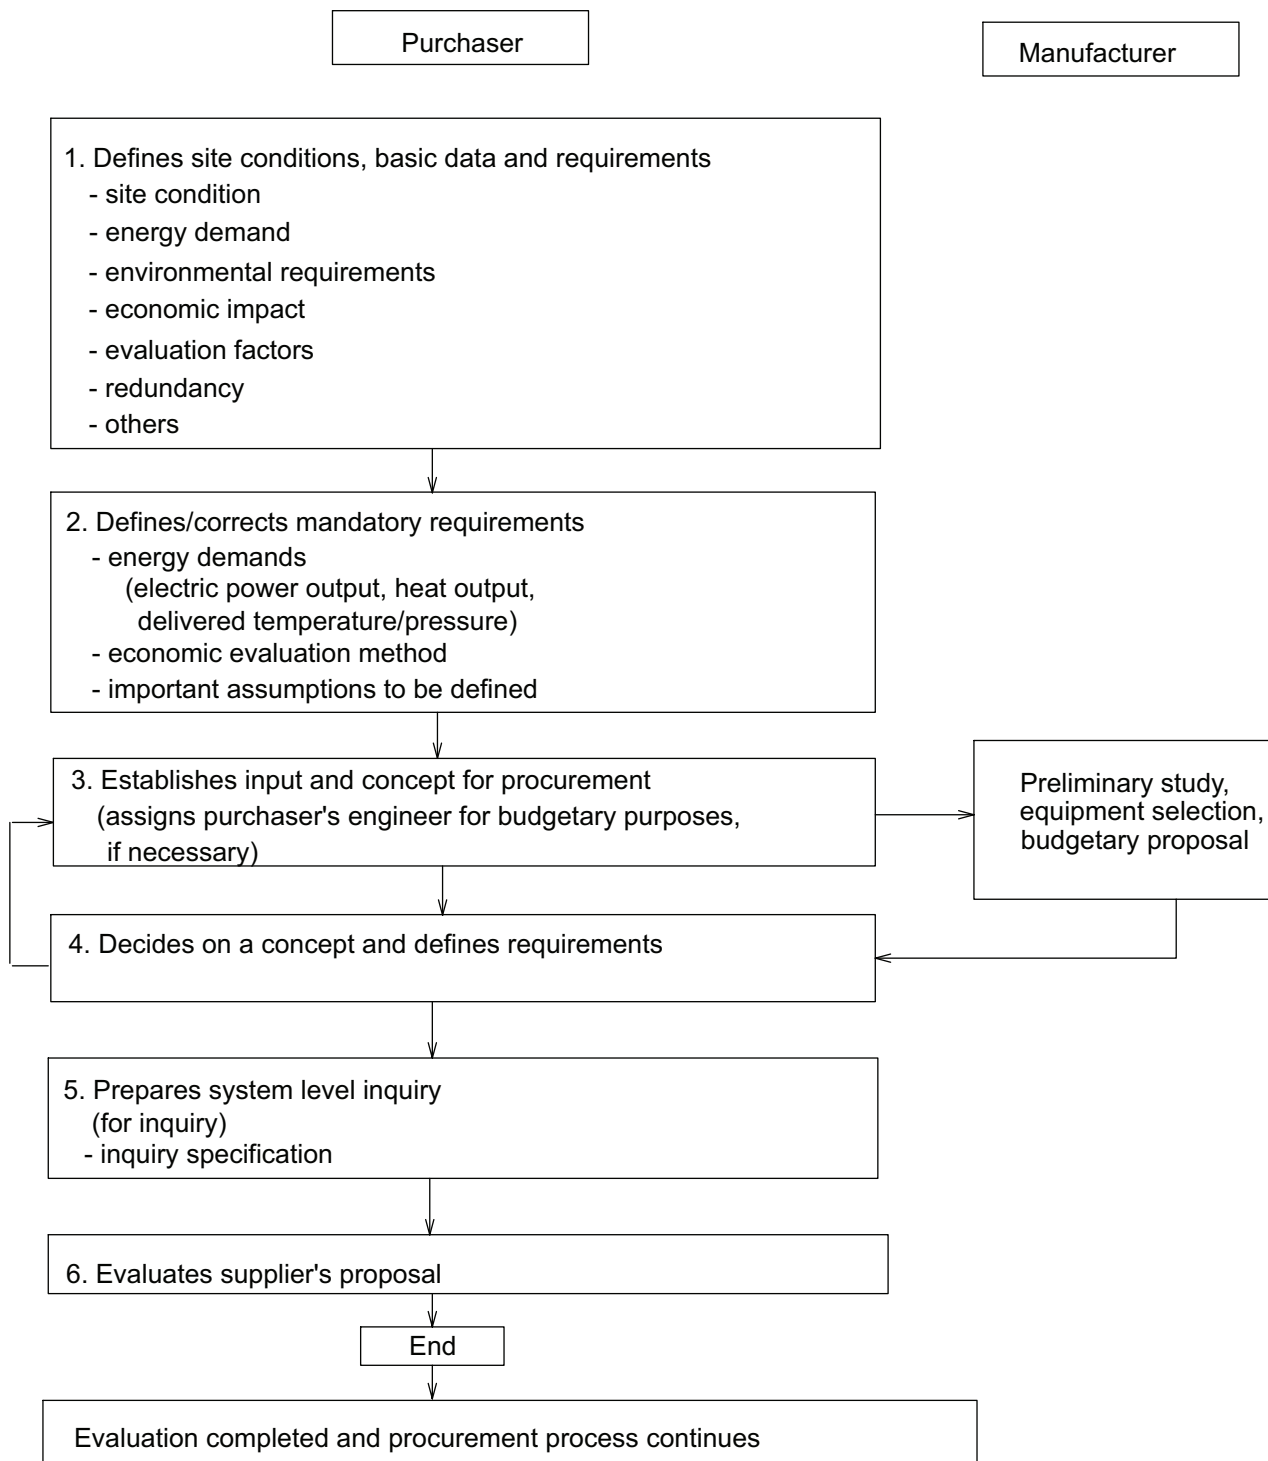 Purchaser
Manufacturer
1. Defines site conditions, basic data and requirements
- site condition
- energy demand
- environmental requirements
- economic impact
- evaluation factors
- redundancy
- others
2. Defines/corrects mandatory requirements
- energy demands
(electric power output, heat output,
delivered temperature/pressure)
- economic evaluation method
- important assumptions to be defined
3. Establishes input and concept for procurement
(assigns purchaser's engineer for budgetary purposes,
if necessary)
Preliminary study,
equipment selection,
budgetary proposal
4. Decides on a concept and defines requirements
5. Prepares system level inquiry
(for inquiry)
- inquiry specification
6. Evaluates supplier's proposal
End
Evaluation completed and procurement process continues